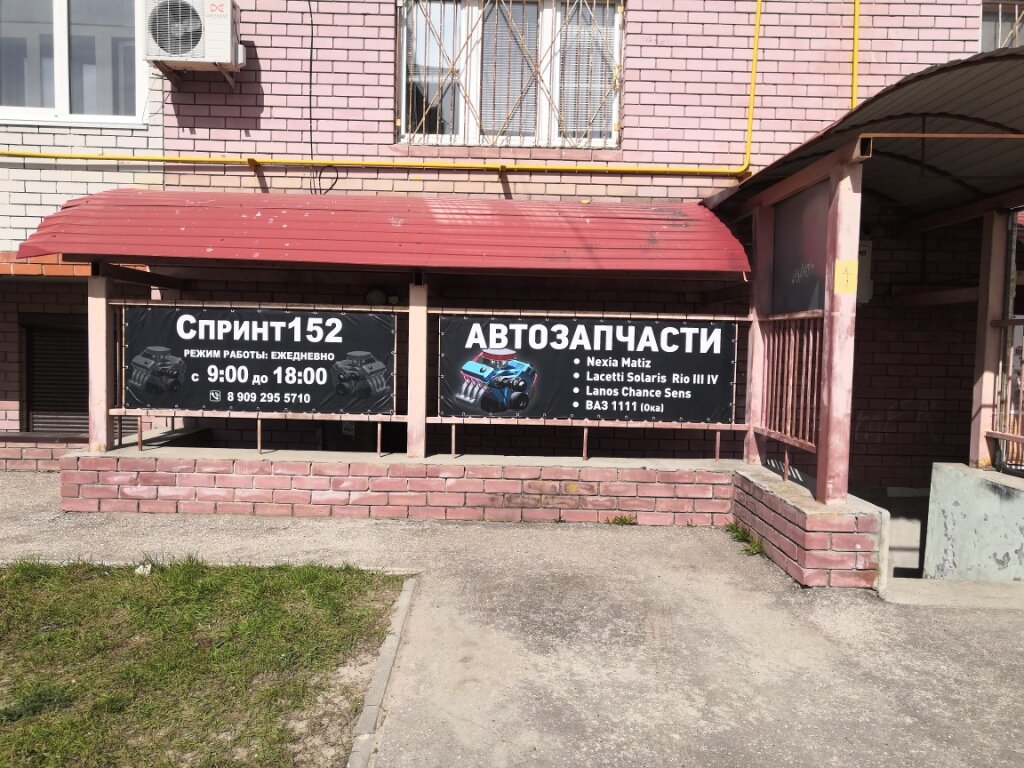 Спринт152
РЕЖИМ РАБОТЫ: ЕЖЕДНЕВНО
с 9:00 до 18:00
8 909 295 5710
АВТОЗАПЧАСТИ
• Nexia Matiz
• Lacetti Solaris Rio III IV
• Lanos Chance Sens
• ВАЗ 1111 (Ока)